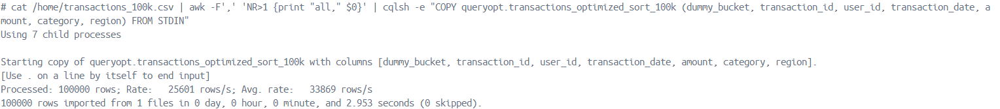 # cat /home/transactions_100k.csv | awk -F',' 'NR>1 {print "all," $0}' | cqlsh -e "COPY queryopt.transactions_optimized_sort_100k (dummy_bucket, transaction_id, user_id, transaction_date, a
mount, category, region) FROM STDIN"
Using 7 child processes
Starting copy of queryopt.transactions_optimized_sort_100k with columns [dummy_bucket, transaction_id, user_id, transaction_date, amount, category, region].
[Use . on a line by itself to end input]
Processed: 100000 rows; Rate:   25601 rows/s; Avg. rate:   33869 rows/s
100000 rows imported from 1 files in 0 day, 0 hour, 0 minute, and 2.953 seconds (0 skipped).